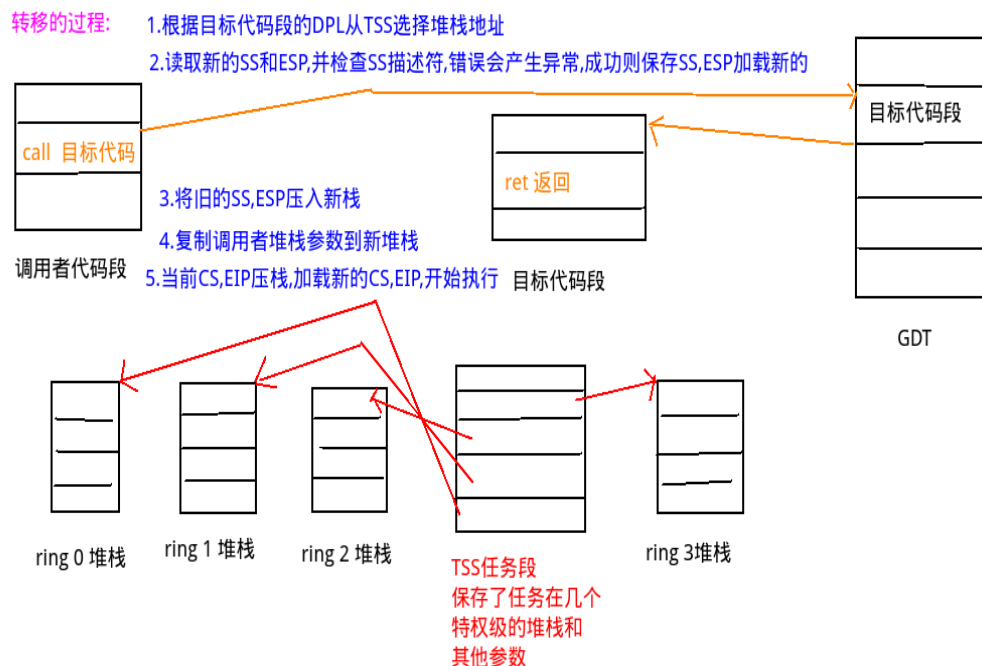 转移的过程:
1.根据目标代码段的DPL从TSS选择堆栈地址
2.读取新的SS和ESP,并检查SS描述符,错误会产生异常,成功则保存SS,ESP加载新的
目标代码段
call 目标代码
ret 返回
3.将旧的SS,ESP压入新栈
4.复制调用者堆栈参数到新堆栈
调用者代码段
5.当前CS,EIP压栈,加载新的CS,EIP,开始执行
目标代码段
GDT
ring 0 堆栈
ring 1 堆栈
ring 2 堆栈
ring 3堆栈
TSS任务段
保存了任务在几个
特权级的堆栈和
其他参数